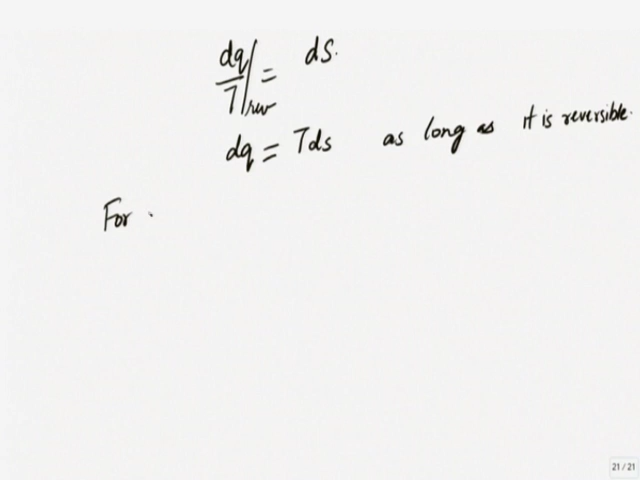 dq/T|rev = ds.
dq = Tds as long as it is reversible.
For
21 / 21